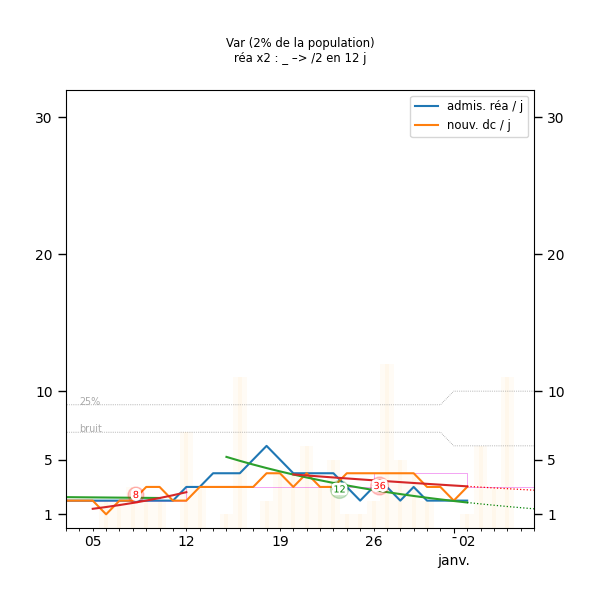 Var (2% de la population)
réa x2 : _ –> /2 en 12 j
admis. réa / j
nouv. dc / j
30 30
20 20
10 10
25%
bruit
5 5
8 12 36
1 1
05 12 19 26 02
janv.